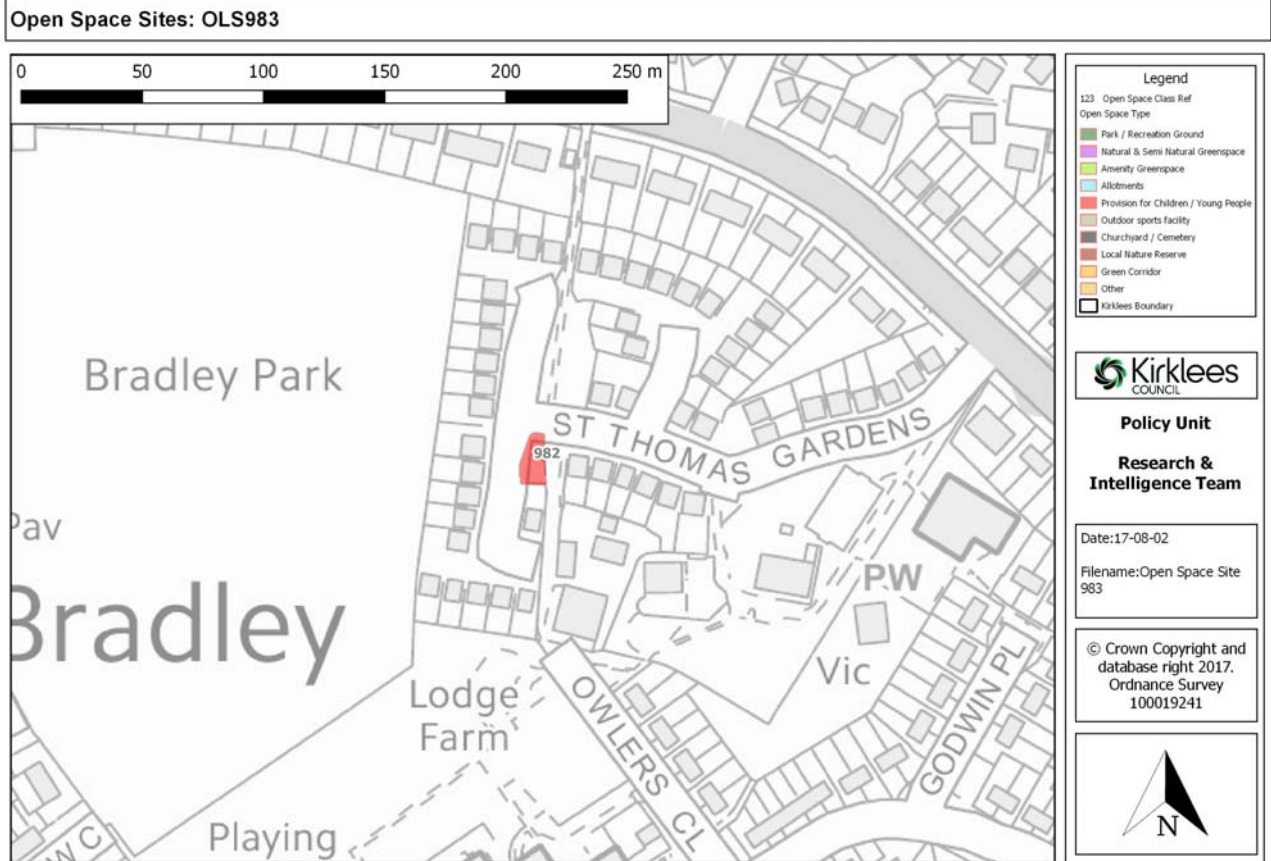 Open Space Sites: OLS983
0 50 100 150 200 250 m
Bradley Park
Pav
Bradley
ST THOMAS GARDENS
982
PW
Vic
Lodge
Farm
OWLERS CL
GODWIN PL
Playing
W C
Legend
123 Open Space Class Ref
Open Space Type
Park / Recreation Ground
Natural & Semi Natural Greenspace
Amenity Greenspace
Allotments
Provision for Children / Young People
Outdoor sports facility
Churchyard / Cemetery
Local Nature Reserve
Green Corridor
Other
Kirklees Boundary
Kirklees
COUNCIL
Policy Unit
Research &
Intelligence Team
Date:17-08-02
Filename:Open Space Site
983
© Crown Copyright and
database right 2017.
Ordnance Survey
100019241
N